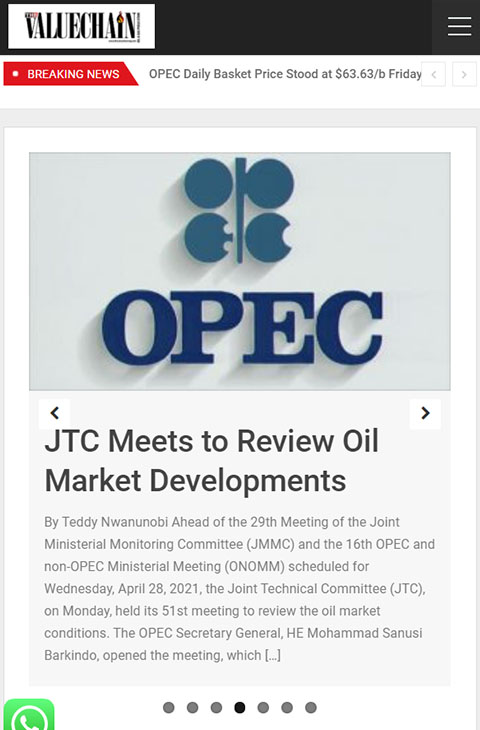 THE
VALUECHAIN
BREAKING NEWS
OPEC Daily Basket Price Stood at $63.63/b Friday
OPEC
JTC Meets to Review Oil
Market Developments
By Teddy Nwanunobi Ahead of the 29th Meeting of the Joint
Ministerial Monitoring Committee (JMMC) and the 16th OPEC and
non-OPEC Ministerial Meeting (ONOMM) scheduled for
Wednesday, April 28, 2021, the Joint Technical Committee (JTC),
on Monday, held its 51st meeting to review the oil market
conditions. The OPEC Secretary General, HE Mohammad Sanusi
Barkindo, opened the meeting, which [...]